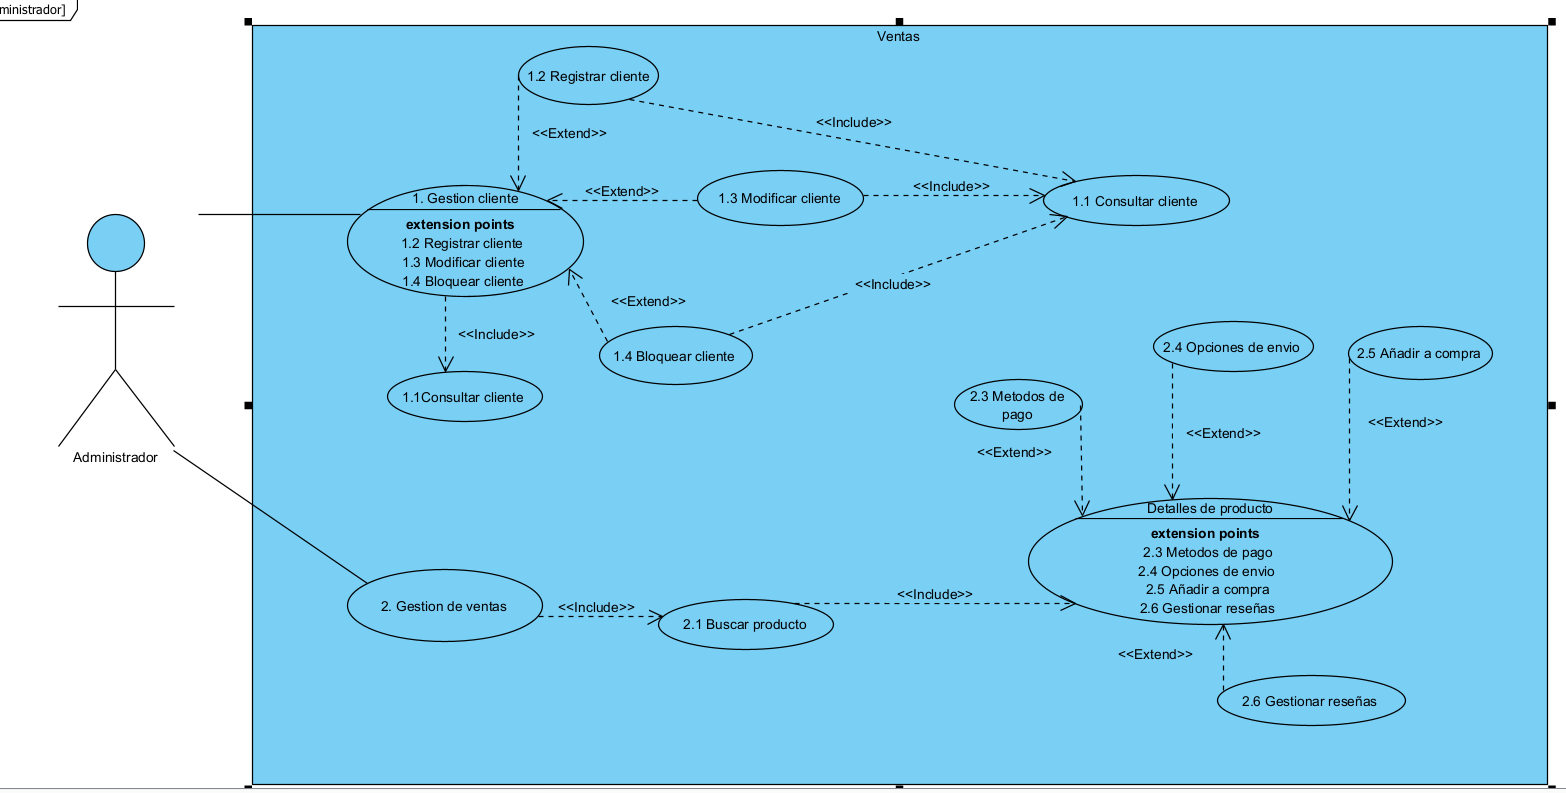 ministrador]
Ventas
1.2 Registrar cliente
<<Include>>
<<Extend>>
1. Gestion cliente
extension points
1.2 Registrar cliente
1.3 Modificar cliente
1.4 Bloquear cliente
<<Extend>>
1.3 Modificar cliente
<<Include>>
1.1 Consultar cliente
<<Include>>
<<Extend>>
<<Include>>
1.4 Bloquear cliente
1.1Consultar cliente
2.4 Opciones de envio
2.5 Añadir a compra
2.3 Metodos de
pago
<<Extend>>
<<Extend>>
<<Extend>>
Administrador
Detalles de producto
extension points
2.3 Metodos de pago
2.4 Opciones de envio
2.5 Añadir a compra
2.6 Gestionar reseñas
2. Gestion de ventas
<<Include>>
2.1 Buscar producto
<<Include>>
<<Extend>>
2.6 Gestionar reseñas